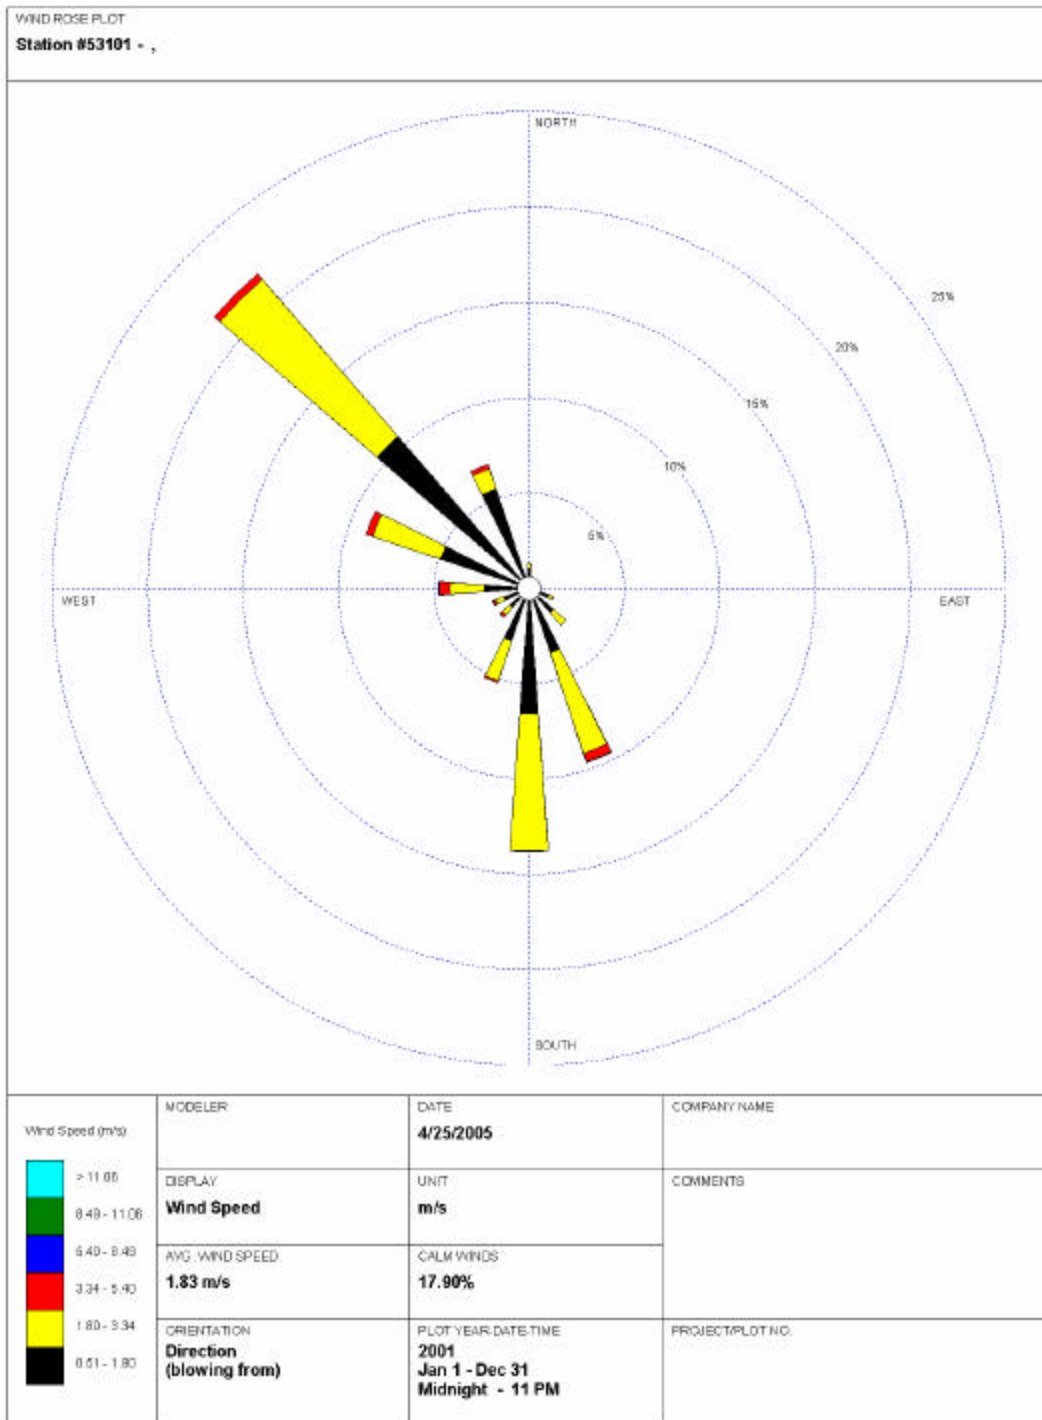 WIND ROSE PLOT
Station #53101 - ,
NORTH
25%
20%
15%
10%
5%
WEST
EAST
SOUTH
Wind Speed (m/s)
> 11.06
8.49 - 11.06
5.40 - 8.49
3.34 - 5.40
1.80 - 3.34
0.51 - 1.80
MODELER
DATE
4/25/2005
COMPANY NAME
DISPLAY
Wind Speed
UNIT
m/s
COMMENTS
AVG. WIND SPEED
1.83 m/s
CALM WINDS
17.90%
ORIENTATION
Direction
(blowing from)
PLOT YEAR-DATE-TIME
2001
Jan 1 - Dec 31
Midnight - 11 PM
PROJECT/PLOT NO.